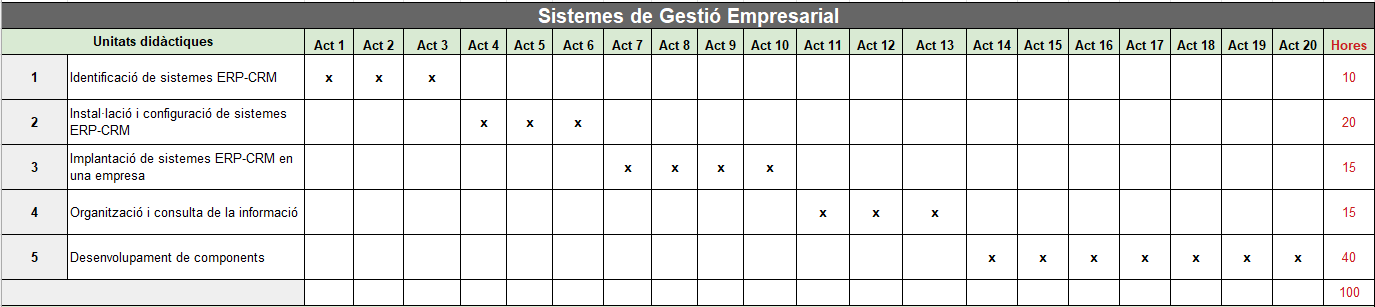 Sistemes de Gestió Empresarial
Unitats didàctiques Act 1 Act 2 Act 3 Act 4 Act 5 Act 6 Act 7 Act 8 Act 9 Act 10 Act 11 Act 12 Act 13 Act 14 Act 15 Act 16 Act 17 Act 18 Act 19 Act 20 Hores
1 Identificació de sistemes ERP-CRM x x x 10
2 Instal·lació i configuració de sistemes
ERP-CRM x x x 20
3 Implantació de sistemes ERP-CRM en
una empresa x x x x 15
4 Organització i consulta de la informació x x x 15
5 Desenvolupament de components x x x x x x x 40
100